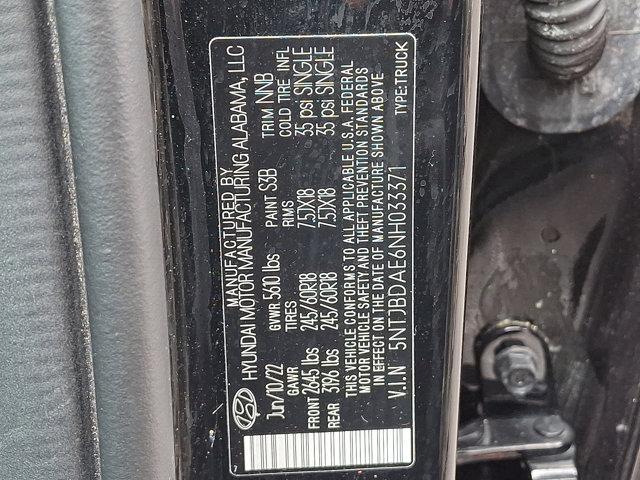 MANUFACTURED BY
HYUNDAI MOTOR MANUFACTURING ALABAMA, LLC
Jun/10/22 GVWR 5610 lbs PAINT S3B TRIM NNB
GAWR TIRES RIMS COLD TIRE INFL
FRONT 2645 lbs 245/60R18 7.5JX18 35 psi SINGLE
REAR 3196 lbs 245/60R18 7.5JX18 35 psi SINGLE
THIS VEHICLE CONFORMS TO ALL APPLICABLE U.S.A. FEDERAL
MOTOR VEHICLE SAFETY AND THEFT PREVENTION STANDARDS
IN EFFECT ON THE DATE OF MANUFACTURE SHOWN ABOVE
V.I.N 5NTJBDAE6NH033371 TYPE:TRUCK